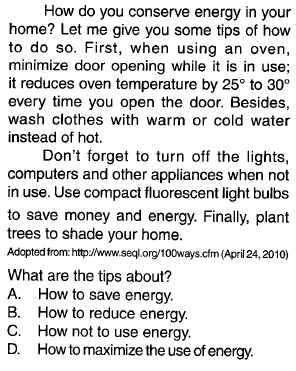 How do you conserve energy in your
home? Let me give you some tips of how
to do so. First, when using an oven,
minimize door opening while it is in use;
it reduces oven temperature by 25° to 30°
every time you open the door. Besides,
wash clothes with warm or cold water
instead of hot.
Don't forget to turn off the lights,
computers and other appliances when not
in use. Use compact fluorescent light bulbs
to save money and energy. Finally, plant
trees to shade your home.
Adopted from: http://www.seql.org/100ways.cfm (April 24, 2010)
What are the tips about?
A. How to save energy.
B. How to reduce energy.
C. How not to use energy.
D. How to maximize the use of energy.